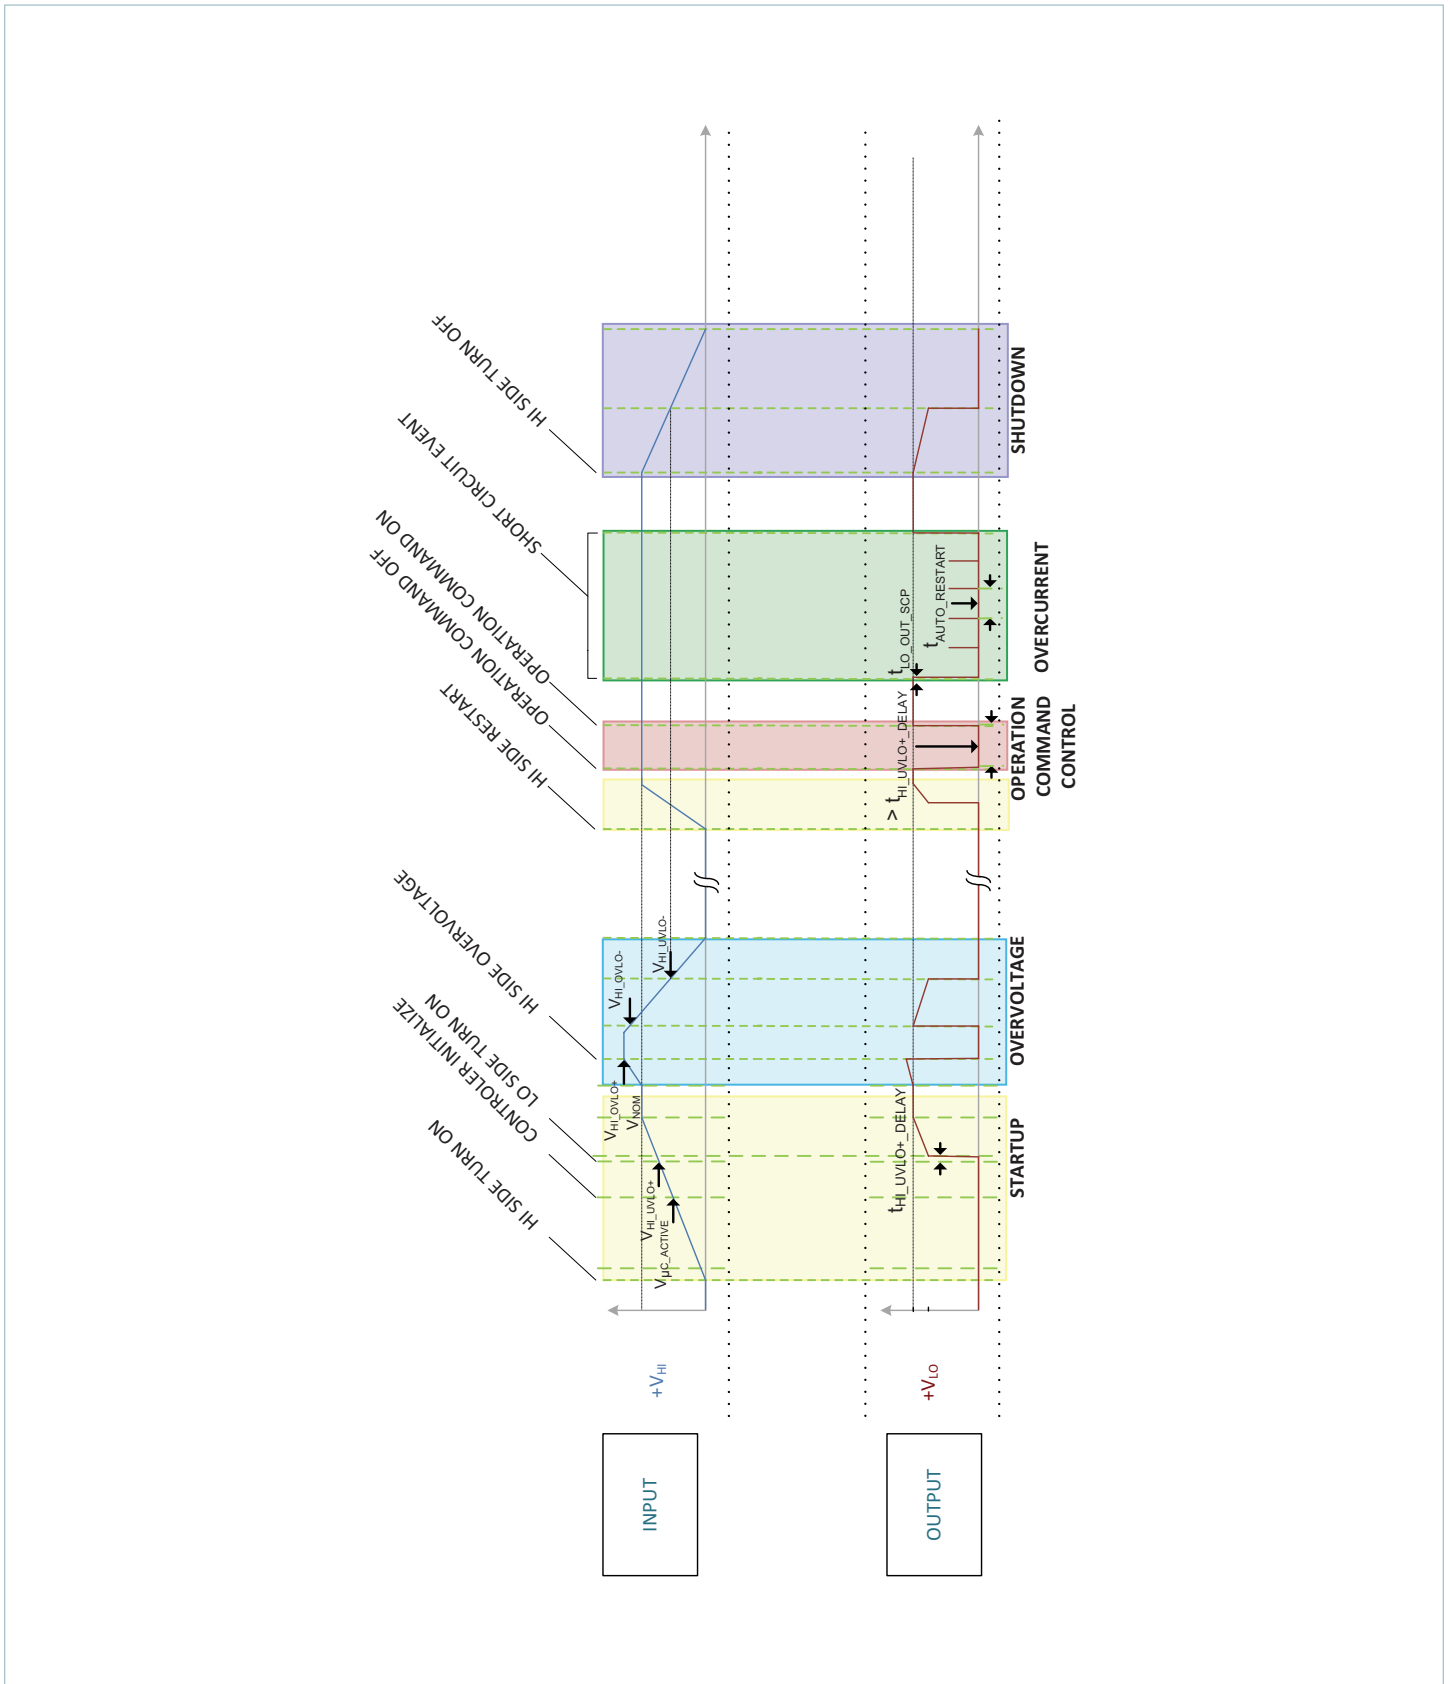 HI SIDE TURN ON
CONTROLER INITIALIZE
LO SIDE TURN ON
HI SIDE OVERVOLTAGE
HI SIDE RESTART
OPERATION COMMAND OFF
OPERATION COMMAND ON
SHORT CIRCUIT EVENT
HI SIDE TURN OFF
INPUT
+VHI
VµC_ACTIVE
VHI_UVLO+
VHI_OVLO+
VNOM
VHI_OVLO-
VHI_UVLO-
OUTPUT
+VLO
tHI_UVLO+_DELAY
> tHI_UVLO+_DELAY
tLO_OUT_SCP
tAUTO_RESTART
STARTUP
OVERVOLTAGE
OPERATION
COMMAND
CONTROL
OVERCURRENT
SHUTDOWN